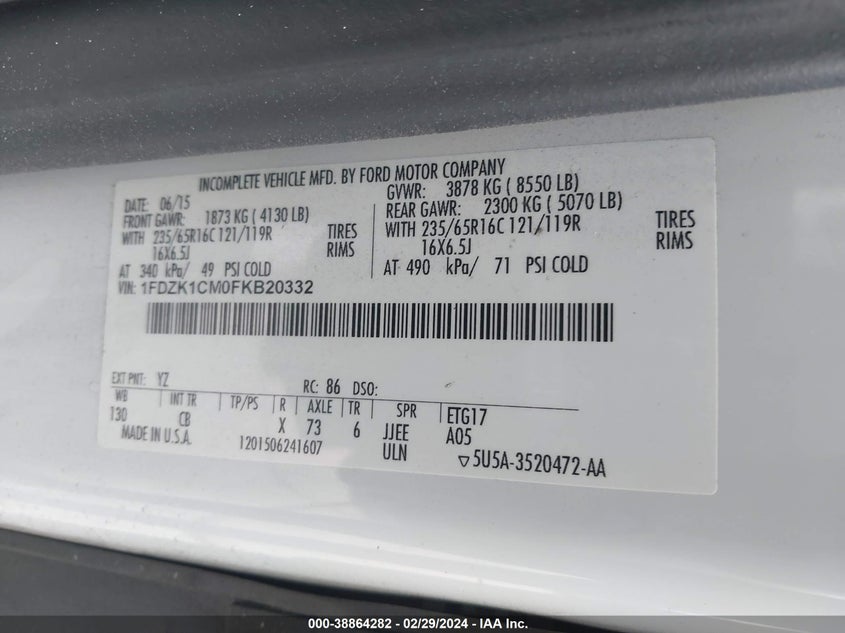 INCOMPLETE VEHICLE MFD. BY FORD MOTOR COMPANY
DATE: 06/15 GVWR: 3878 KG ( 8550 LB)
FRONT GAWR: 1873 KG ( 4130 LB) REAR GAWR: 2300 KG ( 5070 LB)
WITH 235/65R16C 121/119R TIRES WITH 235/65R16C 121/119R TIRES
16X6.5J RIMS 16X6.5J RIMS
AT 340 kPa/ 49 PSI COLD AT 490 kPa/ 71 PSI COLD
VIN: 1FDZK1CM0FKB20332
EXT PNT: YZ RC: 86 DSO:
WB INT TR TP/PS R AXLE TR SPR ETG17
130 CB X 73 6 JJEE A05
MADE IN U.S.A. 1201506241607 ULN ▽5U5A-3520472-AA
000-38864282 - 02/29/2024 - IAA Inc.